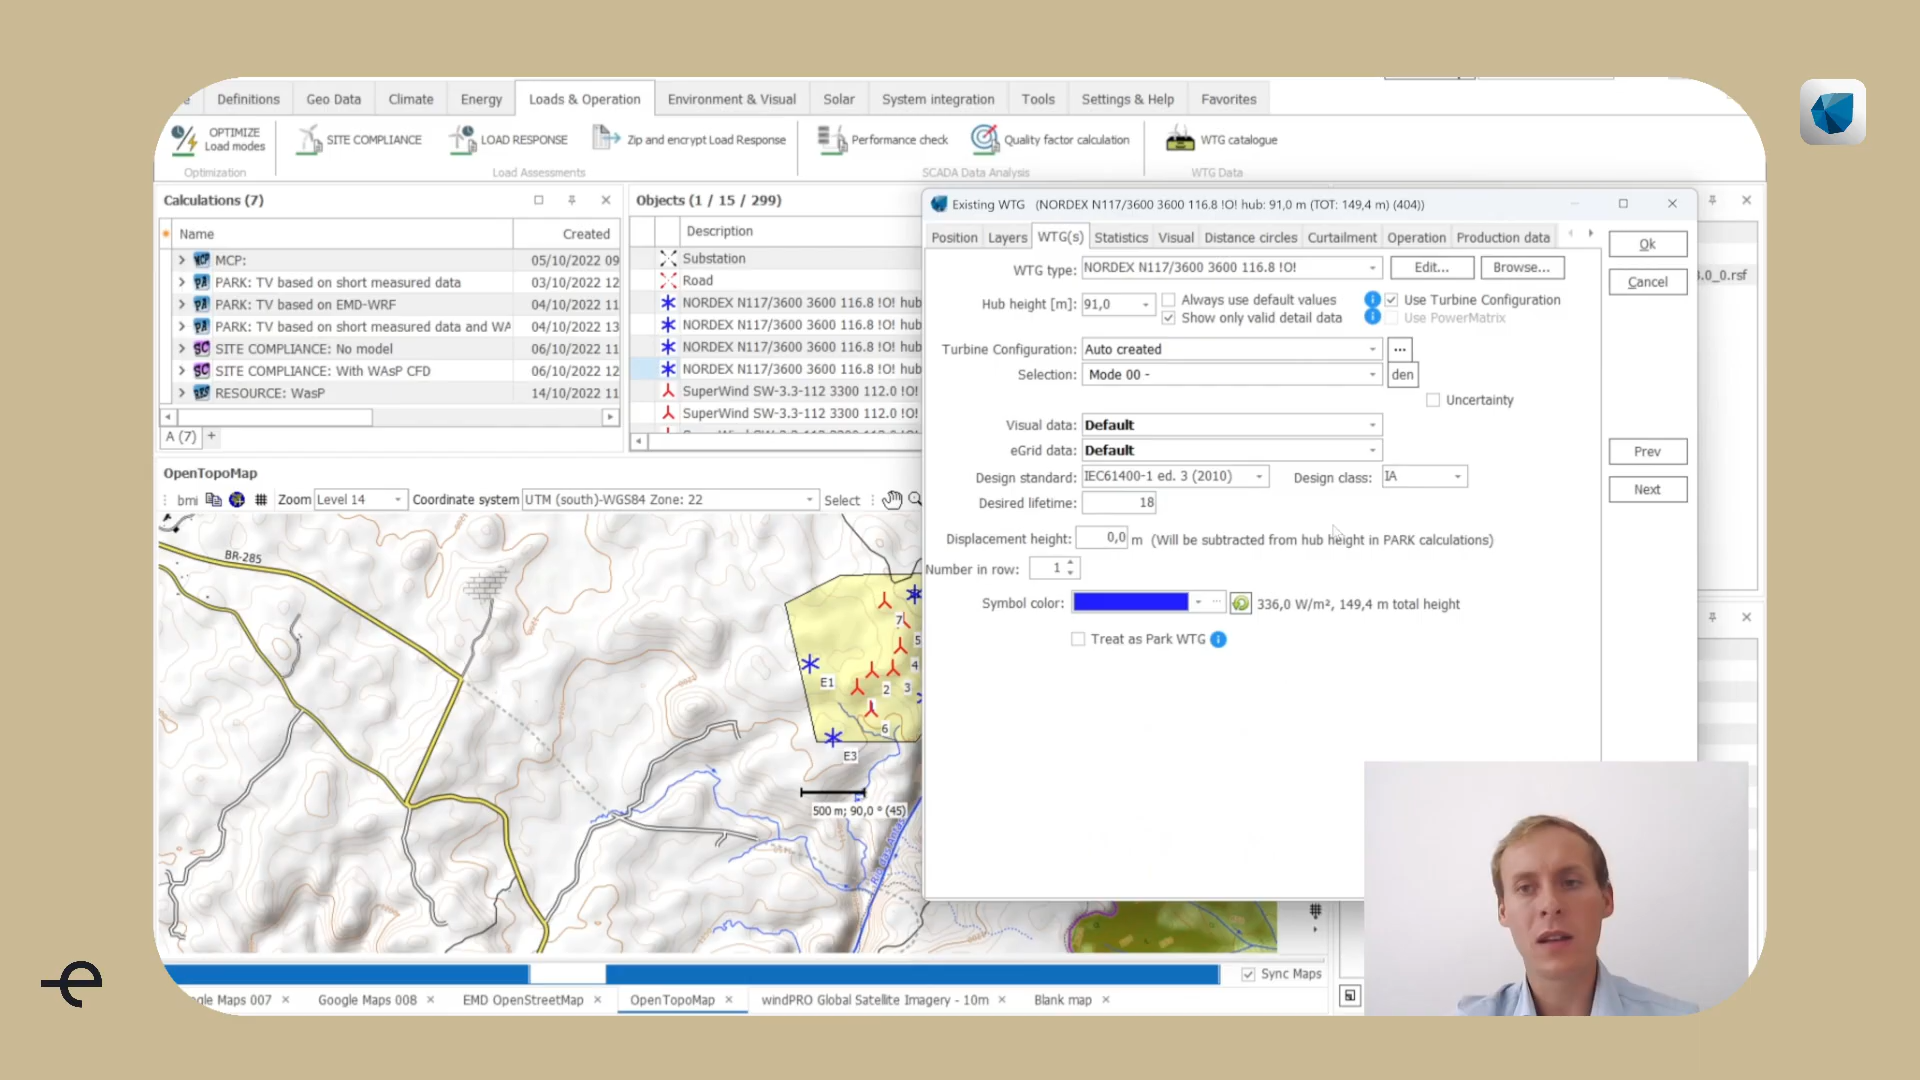 Definitions
Geo Data
Climate
Energy
Loads & Operation
Environment & Visual
Solar
System integration
Tools
Settings & Help
Favorites
OPTIMIZE
Load modes
SITE COMPLIANCE
LOAD RESPONSE
Zip and encrypt Load Response
Performance check
Quality factor calculation
WTG catalogue
Optimization
Load Assessments
SCADA Data Analysis
WTG Data
Calculations (7)
Name
Created
MCP:
05/10/2022 09
PARK: TV based on short measured data
03/10/2022 12
PARK: TV based on EMD-WRF
04/10/2022 11
PARK: TV based on short measured data and WA
04/10/2022 13
SITE COMPLIANCE: No model
06/10/2022 11
SITE COMPLIANCE: With WAsP CFD
06/10/2022 12
RESOURCE: WasP
14/10/2022 11
A (7)
+
Objects (1 / 15 / 299)
Description
Substation
Road
NORDEX N117/3600 3600 116.8 !O! hub
NORDEX N117/3600 3600 116.8 !O! hub
NORDEX N117/3600 3600 116.8 !O! hub
NORDEX N117/3600 3600 116.8 !O! hub
SuperWind SW-3.3-112 3300 112.0 !O!
SuperWind SW-3.3-112 3300 112.0 !O!
Existing WTG (NORDEX N117/3600 3600 116.8 !O! hub: 91,0 m (TOT: 149,4 m) (404))
Position
Layers
WTG(s)
Statistics
Visual
Distance circles
Curtailment
Operation
Production data
Ok
Cancel
Prev
Next
WTG type:
NORDEX N117/3600 3600 116.8 !O!
Edit...
Browse...
Hub height [m]:
91,0
Always use default values
Show only valid detail data
Use Turbine Configuration
Use PowerMatrix
Turbine Configuration:
Auto created
...
Selection:
Mode 00 -
den
Uncertainty
Visual data:
Default
eGrid data:
Default
Design standard:
IEC61400-1 ed. 3 (2010)
Design class:
IA
Desired lifetime:
18
Displacement height:
0,0
m (Will be subtracted from hub height in PARK calculations)
Number in row:
1
Symbol color:
336,0 W/m², 149,4 m total height
Treat as Park WTG
.0_0.rsf
OpenTopoMap
bmi
Zoom
Level 14
Coordinate system
UTM (south)-WGS84 Zone: 22
Select
BR-285
7
5
4
E1
2
3
6
E3
500 m; 90,0 ° (45)
Sync Maps
gle Maps 007
Google Maps 008
EMD OpenStreetMap
OpenTopoMap
windPRO Global Satellite Imagery - 10m
Blank map